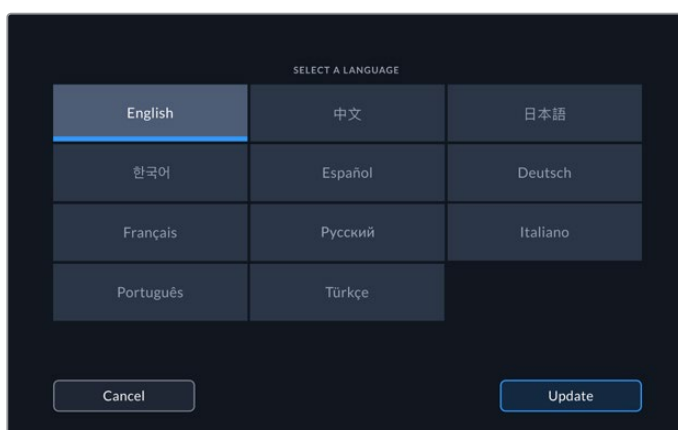 SELECT A LANGUAGE
English
中文
日本語
한국어
Español
Deutsch
Français
Русский
Italiano
Português
Türkçe
Cancel
Update